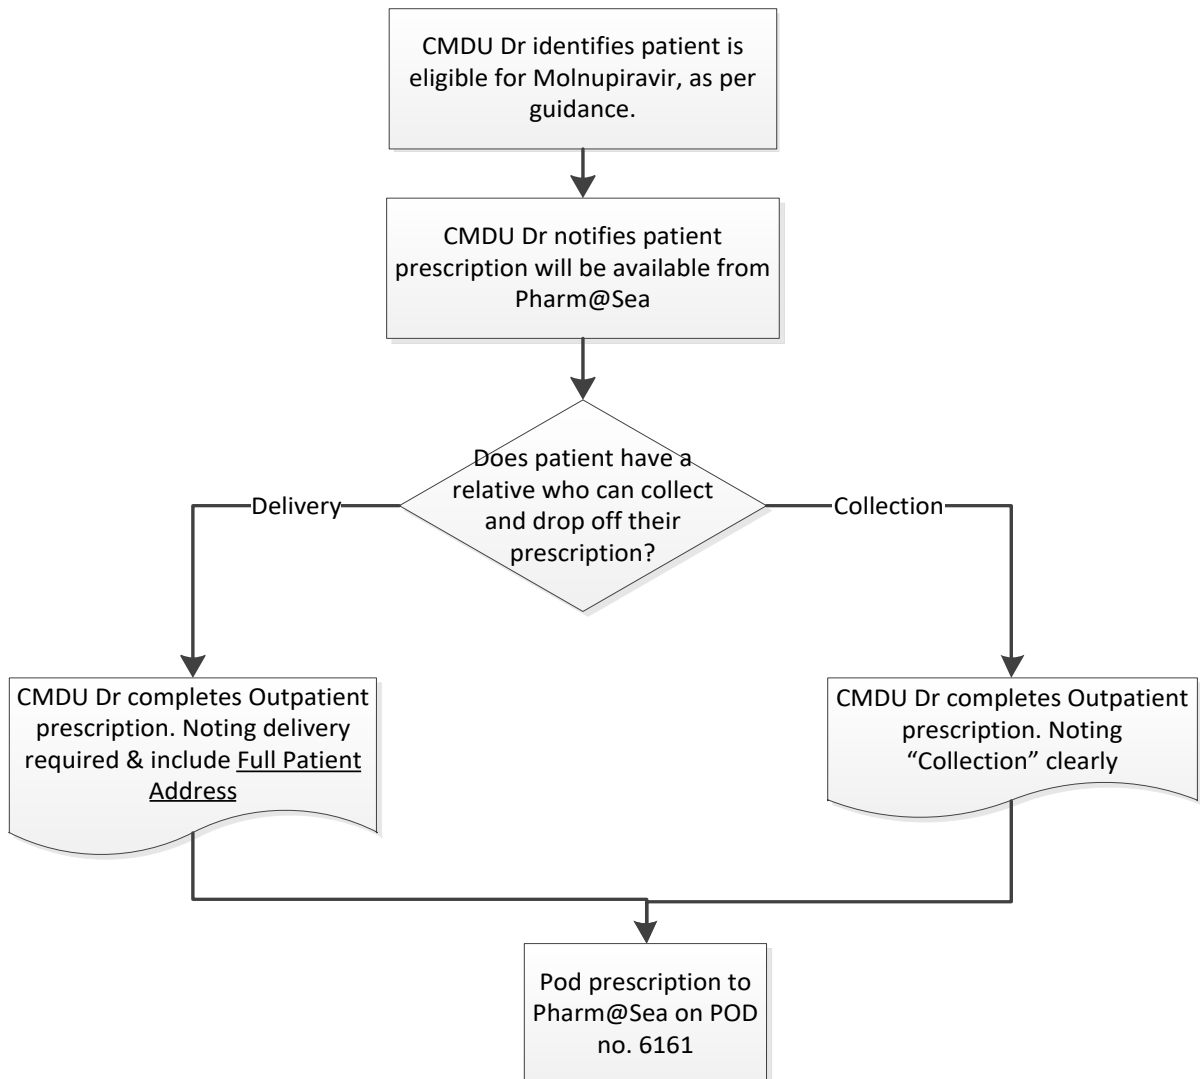 CMDU Dr identifies patient is
eligible for Molnupiravir, as per
guidance.
CMDU Dr notifies patient
prescription will be available from
Pharm@Sea
Does patient have a
relative who can collect
and drop off their
prescription?
Delivery
Collection
CMDU Dr completes Outpatient
prescription. Noting delivery
required & include Full Patient
Address
CMDU Dr completes Outpatient
prescription. Noting
“Collection” clearly
Pod prescription to
Pharm@Sea on POD
no. 6161